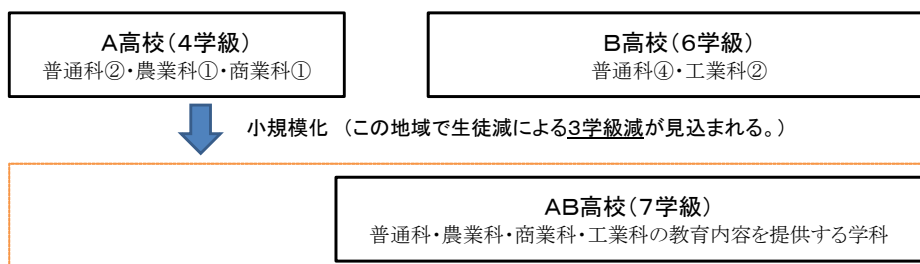 A高校(4学級)
普通科②・農業科①・商業科①
B高校(6学級)
普通科④・工業科②
小規模化 (この地域で生徒減による3学級減が見込まれる。)
AB高校(7学級)
普通科・農業科・商業科・工業科の教育内容を提供する学科